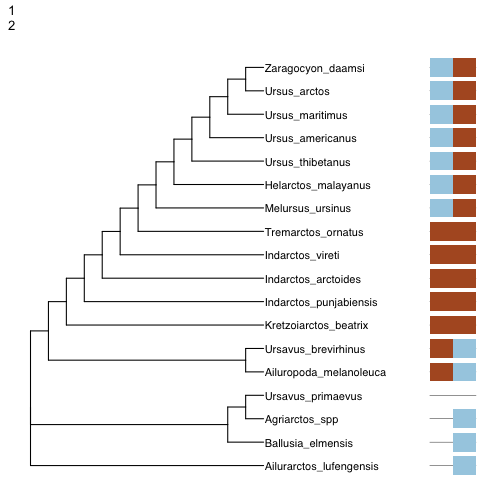 1
2
Zaragocyon_daamsi
Ursus_arctos
Ursus_maritimus
Ursus_americanus
Ursus_thibetanus
Helarctos_malayanus
Melursus_ursinus
Tremarctos_ornatus
Indarctos_vireti
Indarctos_arctoides
Indarctos_punjabiensis
Kretzoiarctos_beatrix
Ursavus_brevirhinus
Ailuropoda_melanoleuca
Ursavus_primaevus
Agriarctos_spp
Ballusia_elmensis
Ailurarctos_lufengensis